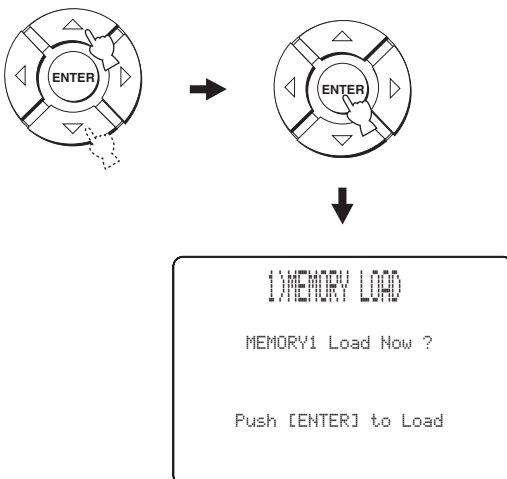 ENTER
ENTER
1)MEMORY LOAD
MEMORY1 Load Now ?
Push [ENTER] to Load